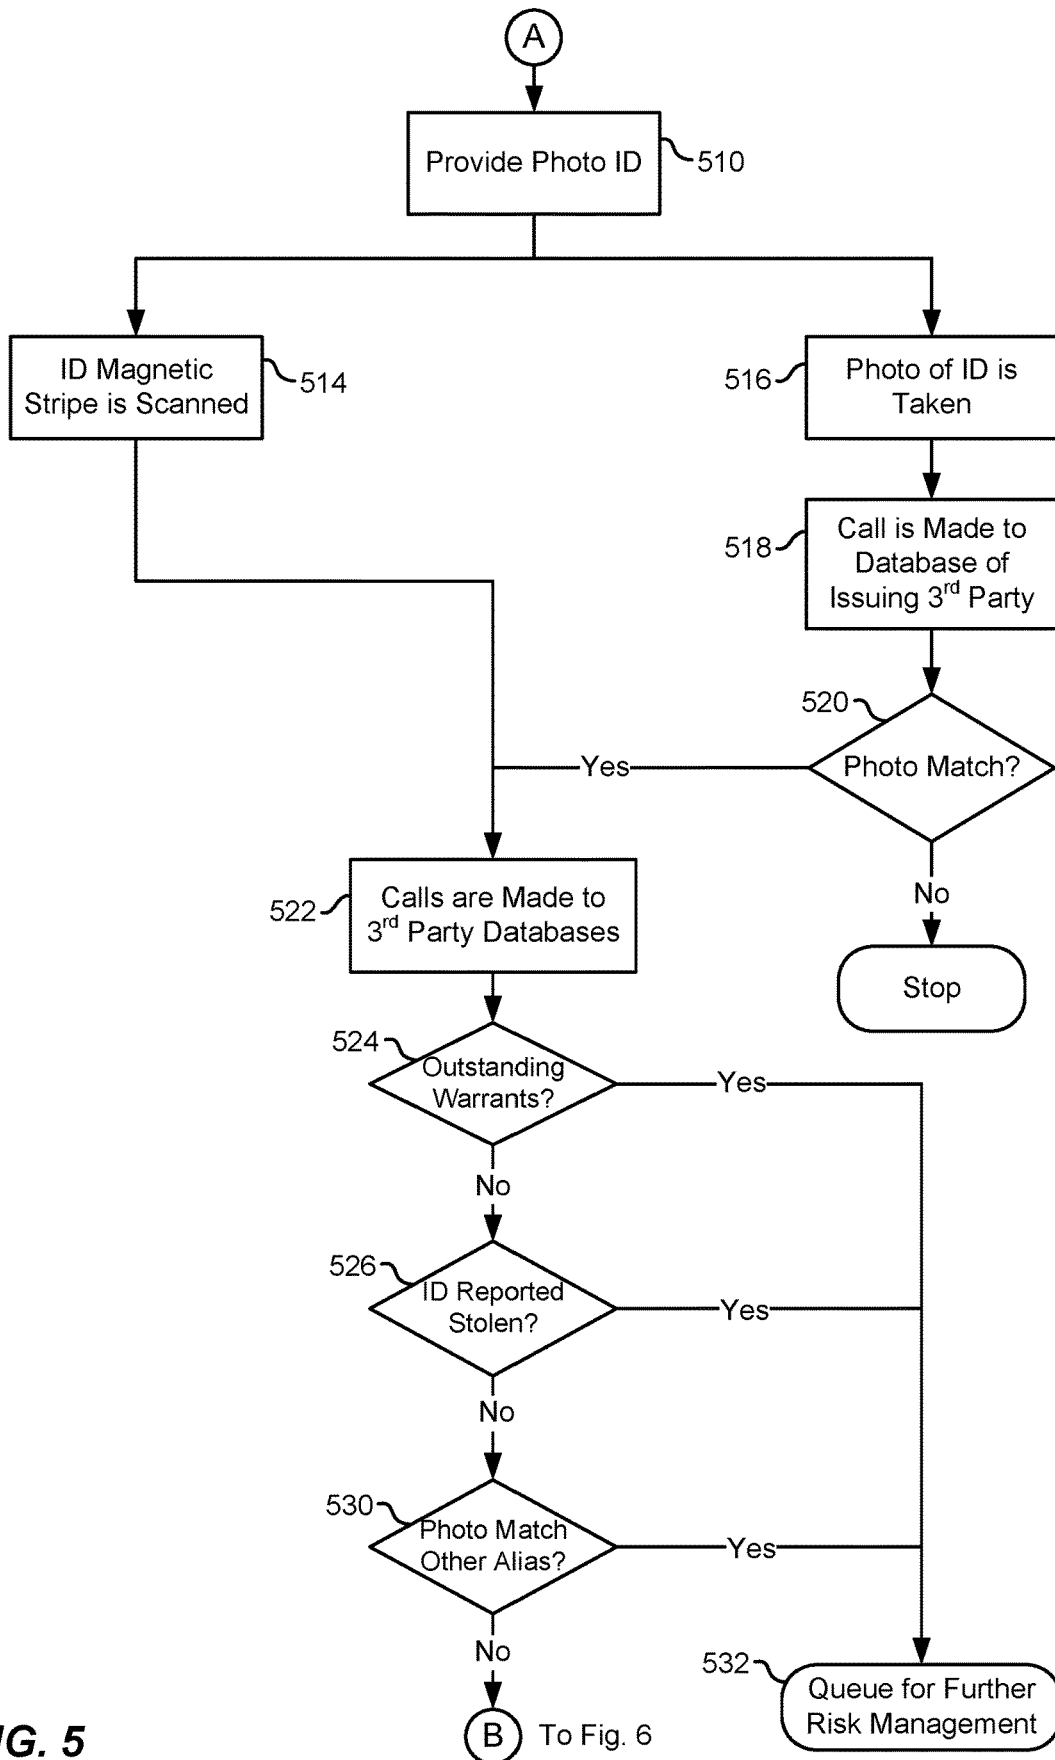 A
Provide Photo ID
510
ID Magnetic
Stripe is Scanned
514
516
Photo of ID is
Taken
518
Call is Made to
Database of
Issuing 3rd Party
520
Photo Match?
Yes
No
Stop
522
Calls are Made to
3rd Party Databases
524
Outstanding
Warrants?
Yes
No
526
ID Reported
Stolen?
Yes
No
530
Photo Match
Other Alias?
Yes
No
532
Queue for Further
Risk Management
B
To Fig. 6
IG. 5